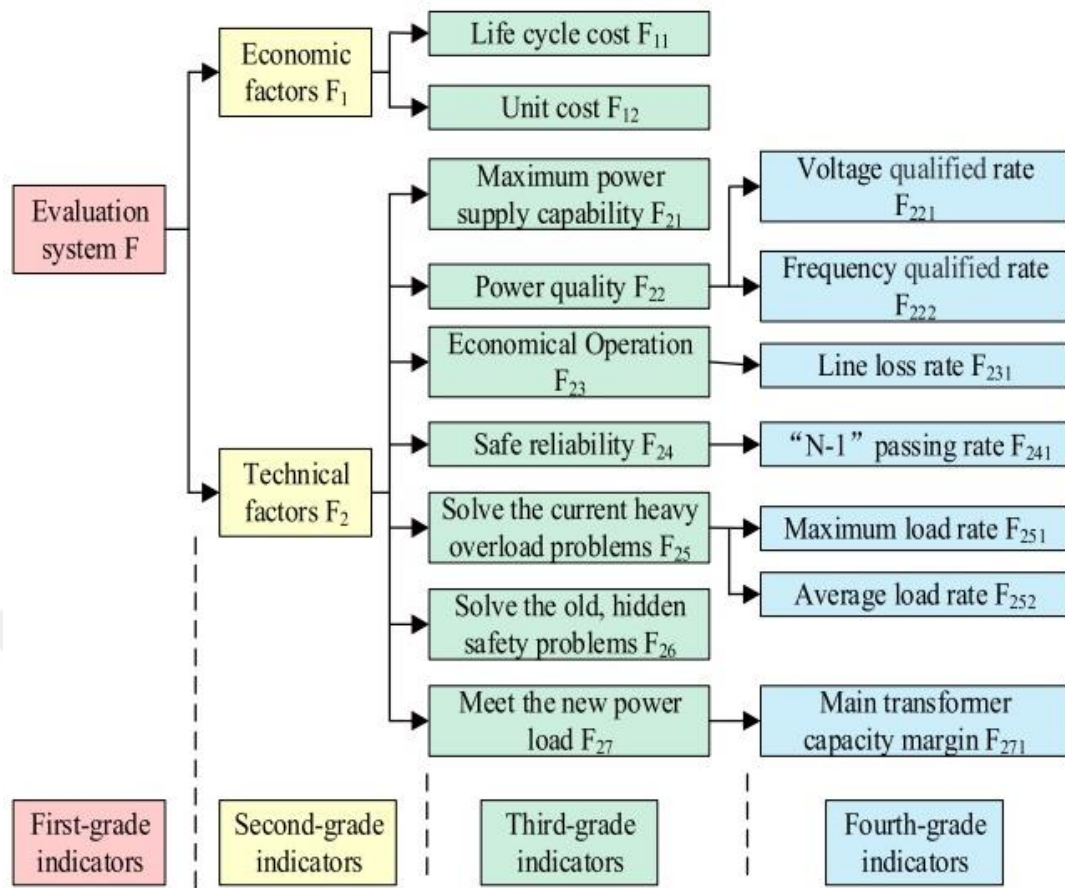 Economic
factors F₁
Life cycle cost F₁₁
Unit cost F₁₂
Evaluation
system F
Maximum power
supply capability F₂₁
Voltage qualified rate
F₂₂₁
Power quality F₂₂
Frequency qualified rate
F₂₂₂
Economical Operation
F₂₃
Line loss rate F₂₃₁
Technical
factors F₂
Safe reliability F₂₄
“N-1” passing rate F₂₄₁
Solve the current heavy
overload problems F₂₅
Maximum load rate F₂₅₁
Average load rate F₂₅₂
Solve the old, hidden
safety problems F₂₆
Meet the new power
load F₂₇
Main transformer
capacity margin F₂₇₁
First-grade
indicators
Second-grade
indicators
Third-grade
indicators
Fourth-grade
indicators